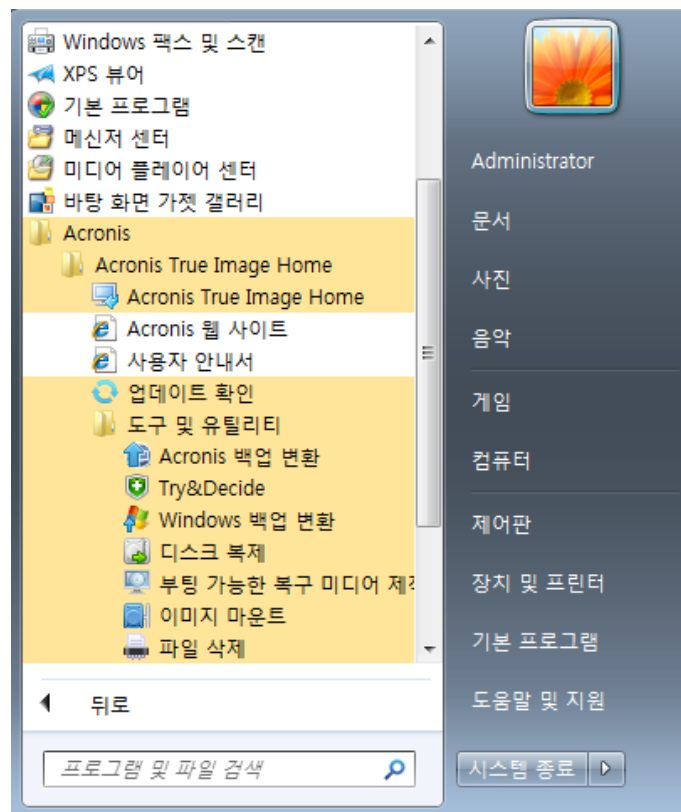 Windows 팩스 및 스캔
XPS 뷰어
기본 프로그램
메신저 센터
미디어 플레이어 센터
바탕 화면 가젯 갤러리
Acronis
Acronis True Image Home
Acronis True Image Home
Acronis 웹 사이트
사용자 안내서
업데이트 확인
도구 및 유틸리티
Acronis 백업 변환
Try&Decide
Windows 백업 변환
디스크 복제
부팅 가능한 복구 미디어
이미지 마운트
파일 삭제
뒤로
프로그램 및 파일 검색
Administrator
문서
사진
음악
게임
컴퓨터
제어판
장치 및 프린터
기본 프로그램
도움말 및 지원
시스템 종료